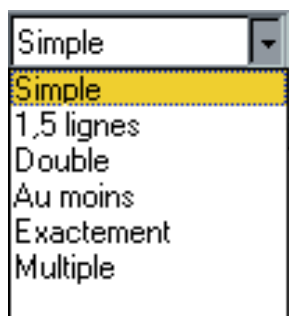 Simple
Simple
1,5 lignes
Double
Au moins
Exactement
Multiple